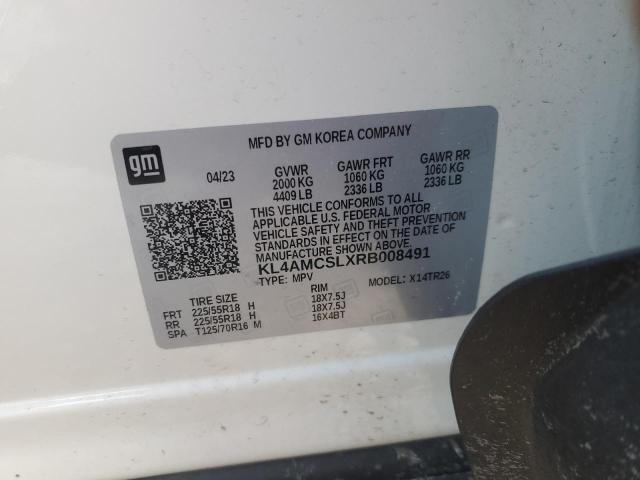 MFD BY GM KOREA COMPANY
gm
04/23 GVWR GAWR FRT GAWR RR
2000 KG 1060 KG 1060 KG
4409 LB 2336 LB 2336 LB
THIS VEHICLE CONFORMS TO ALL
APPLICABLE U.S. FEDERAL MOTOR
VEHICLE SAFETY AND THEFT PREVENTION
STANDARDS IN EFFECT ON THE DATE OF
MANUFACTURE SHOWN ABOVE.
KL4AMCSLXRB008491
TYPE: MPV MODEL: X14TR26
TIRE SIZE RIM
FRT 225/55R18 H 18X7.5J
RR 225/55R18 H 18X7.5J
SPA T125/70R16 M 16X4BT